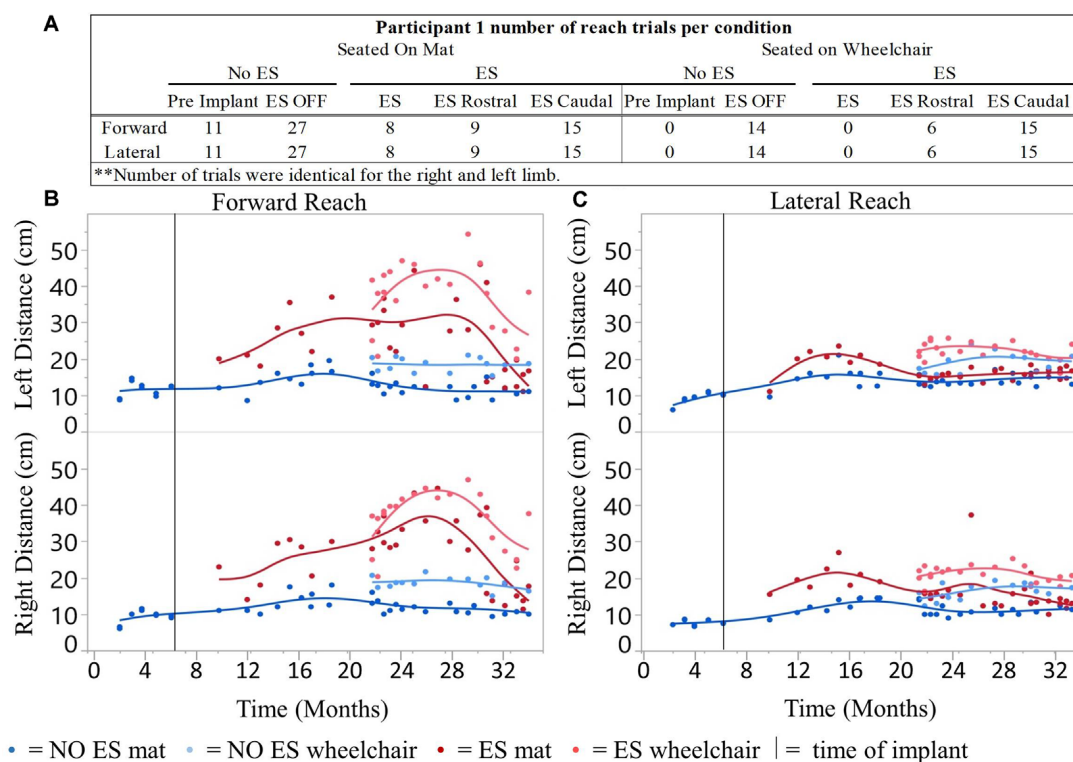 A
Participant 1 number of reach trials per condition
Seated On Mat Seated on Wheelchair
No ES ES No ES ES
Pre Implant ES OFF ES ES Rostral ES Caudal Pre Implant ES OFF ES ES Rostral ES Caudal
Forward 11 27 8 9 15 0 14 0 6 15
Lateral 11 27 8 9 15 0 14 0 6 15
**Number of trials were identical for the right and left limb.
B Forward Reach
Left Distance (cm)
50
40
30
20
10
0
Right Distance (cm)
50
40
30
20
10
0
0 4 8 12 16 20 24 28 32
Time (Months)
C Lateral Reach
Left Distance (cm)
50
40
30
20
10
0
Right Distance (cm)
50
40
30
20
10
0
0 4 8 12 16 20 24 28 32
Time (Months)
= NO ES mat = NO ES wheelchair = ES mat = ES wheelchair = time of implant